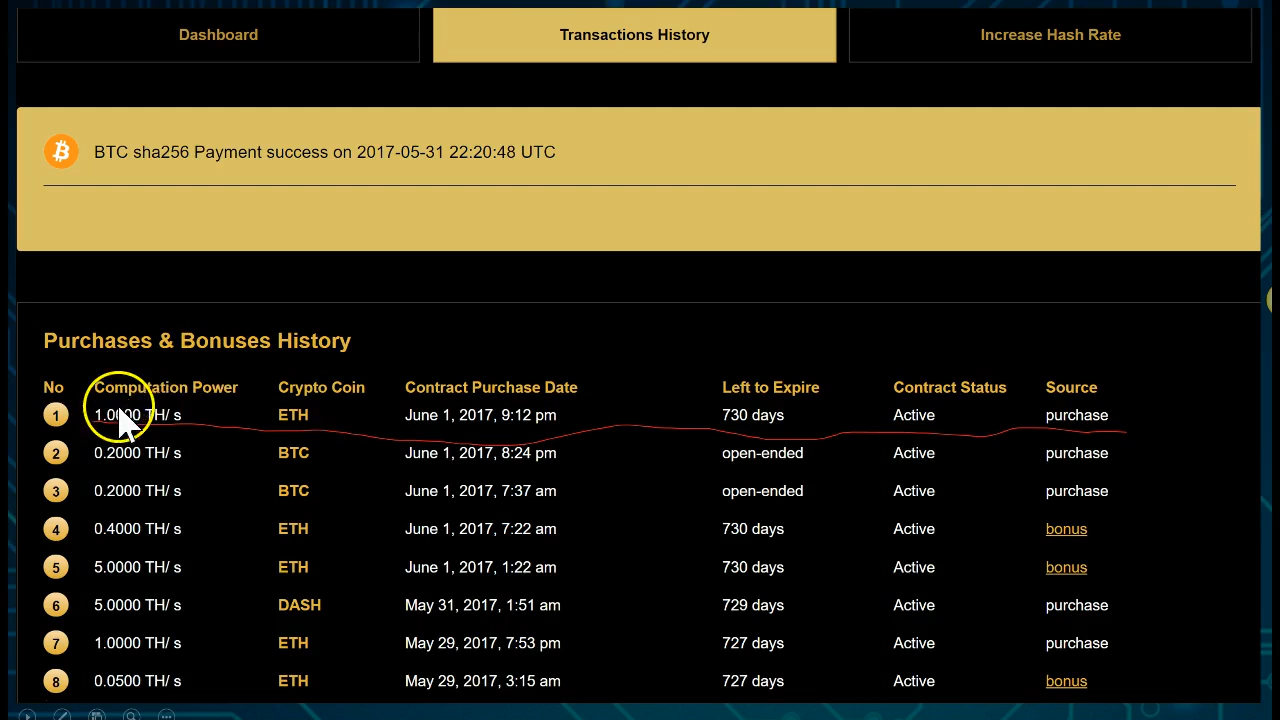 Dashboard Transactions History Increase Hash Rate
BTC sha256 Payment success on 2017-05-31 22:20:48 UTC
Purchases & Bonuses History
No Computation Power Crypto Coin Contract Purchase Date Left to Expire Contract Status Source
1 1.0000 TH/ s ETH June 1, 2017, 9:12 pm 730 days Active purchase
2 0.2000 TH/ s BTC June 1, 2017, 8:24 pm open-ended Active purchase
3 0.2000 TH/ s BTC June 1, 2017, 7:37 am open-ended Active purchase
4 0.4000 TH/ s ETH June 1, 2017, 7:22 am 730 days Active bonus
5 5.0000 TH/ s ETH June 1, 2017, 1:22 am 730 days Active bonus
6 5.0000 TH/ s DASH May 31, 2017, 1:51 am 729 days Active purchase
7 1.0000 TH/ s ETH May 29, 2017, 7:53 pm 727 days Active purchase
8 0.0500 TH/ s ETH May 29, 2017, 3:15 am 727 days Active bonus